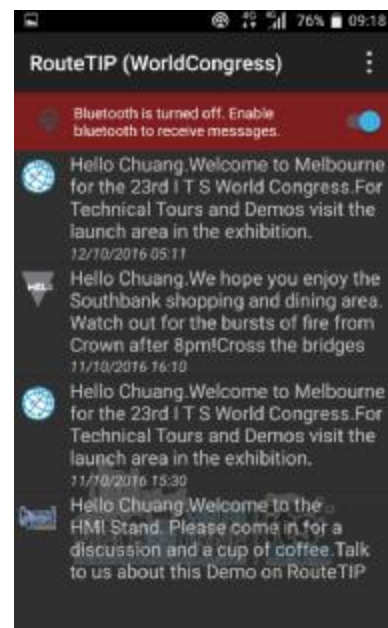 4G 76% 09:18
RouteTIP (WorldCongress)
Bluetooth is turned off. Enable
bluetooth to receive messages.
Hello Chuang.Welcome to Melbourne
for the 23rd I T S World Congress.For
Technical Tours and Demos visit the
launch area in the exhibition.
12/10/2016 05:11
Hello Chuang.We hope you enjoy the
Southbank shopping and dining area.
Watch out for the bursts of fire from
Crown after 8pm!Cross the bridges
11/10/2016 16:10
Hello Chuang.Welcome to Melbourne
for the 23rd I T S World Congress.For
Technical Tours and Demos visit the
launch area in the exhibition.
11/10/2016 15:30
Hello Chuang.Welcome to the
HMI Stand. Please come in for a
discussion and a cup of coffee.Talk
to us about this Demo on RouteTIP